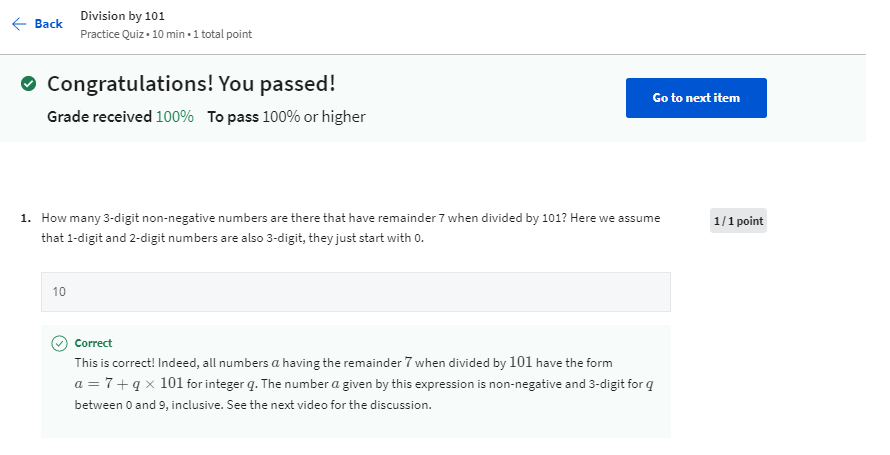 Back
Division by 101
Practice Quiz • 10 min • 1 total point
Congratulations! You passed!
Grade received 100% To pass 100% or higher
Go to next item
1. How many 3-digit non-negative numbers are there that have remainder 7 when divided by 101? Here we assume
that 1-digit and 2-digit numbers are also 3-digit, they just start with 0.
1 / 1 point
10
Correct
This is correct! Indeed, all numbers a having the remainder 7 when divided by 101 have the form
a = 7 + q × 101 for integer q. The number a given by this expression is non-negative and 3-digit for q
between 0 and 9, inclusive. See the next video for the discussion.